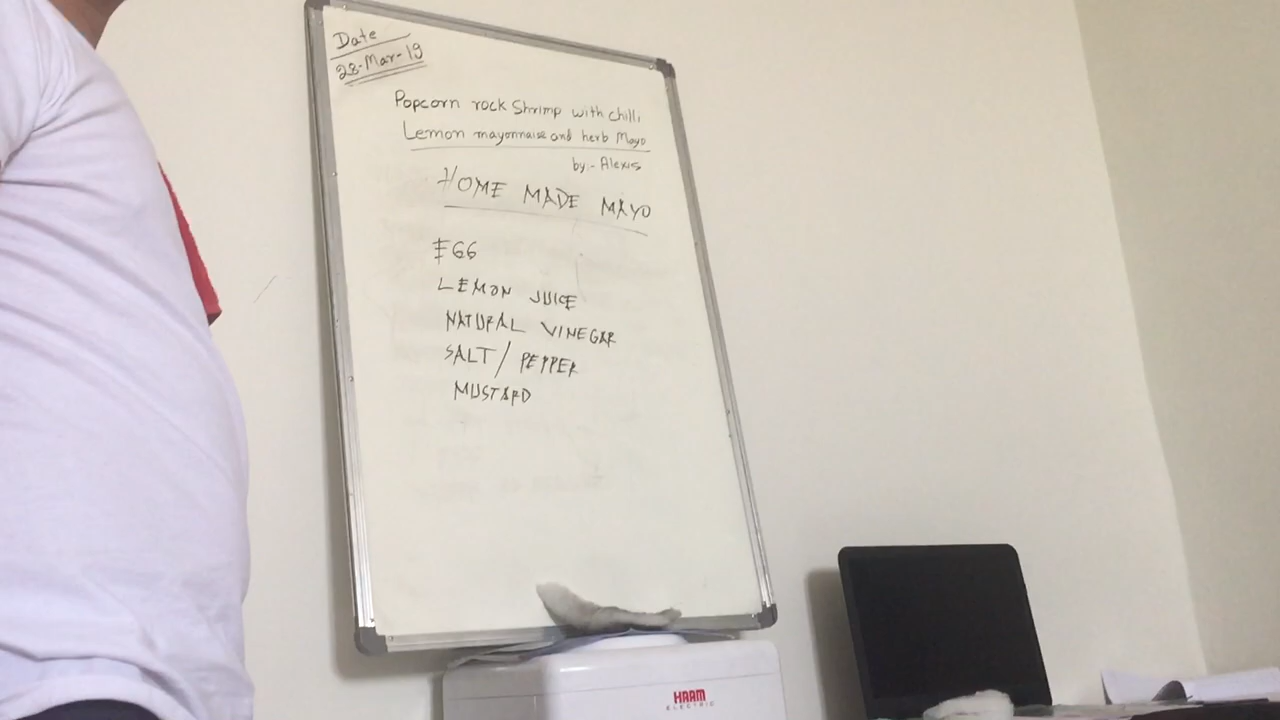 Date
28-Mar-19
Popcorn rock Shrimp with chilli
Lemon mayonnaise and herb Mayo
by:- Alexis
HOME MADE MAYO
EGG
LEMON JUICE
NATURAL VINEGAR
SALT / PEPPER
MUSTARD
HAAM
ELECTRIC